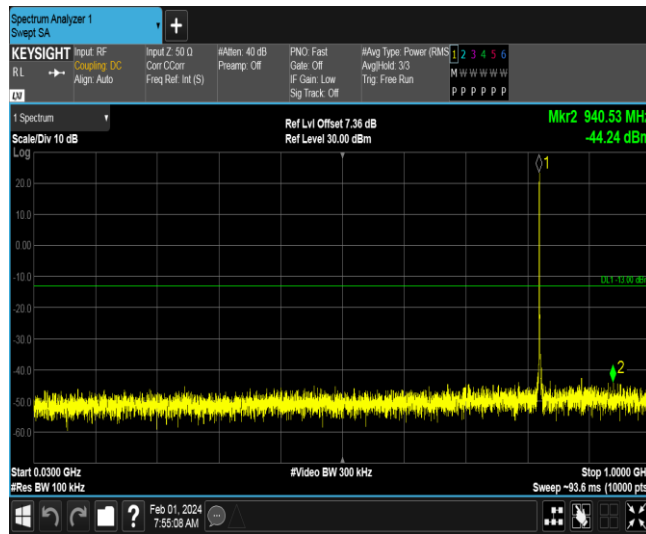 Spectrum Analyzer 1
Swept SA
+
KEYSIGHT
RL
LXI
Input: RF
Coupling: DC
Align: Auto
Input Z: 50 Ω
Corr CCorr
Freq Ref: Int (S)
#Atten: 40 dB
Preamp: Off
PNO: Fast
Gate: Off
IF Gain: Low
Sig Track: Off
#Avg Type: Power (RMS
Avg|Hold: 3/3
Trig: Free Run
1 2 3 4 5 6
M W W W W W
P P P P P P
1 Spectrum
Scale/Div 10 dB
Log
Ref Lvl Offset 7.36 dB
Ref Level 30.00 dBm
Mkr2 940.53 MHz
-44.24 dBm
1
20.0
10.0
0.00
-10.0
DL1 -13.00 dBm
-20.0
-30.0
-40.0
2
-50.0
-60.0
Start 0.0300 GHz
#Res BW 100 kHz
#Video BW 300 kHz
Stop 1.0000 GHz
Sweep ~93.6 ms (10000 pts)
?
Feb 01, 2024
7:55:08 AM